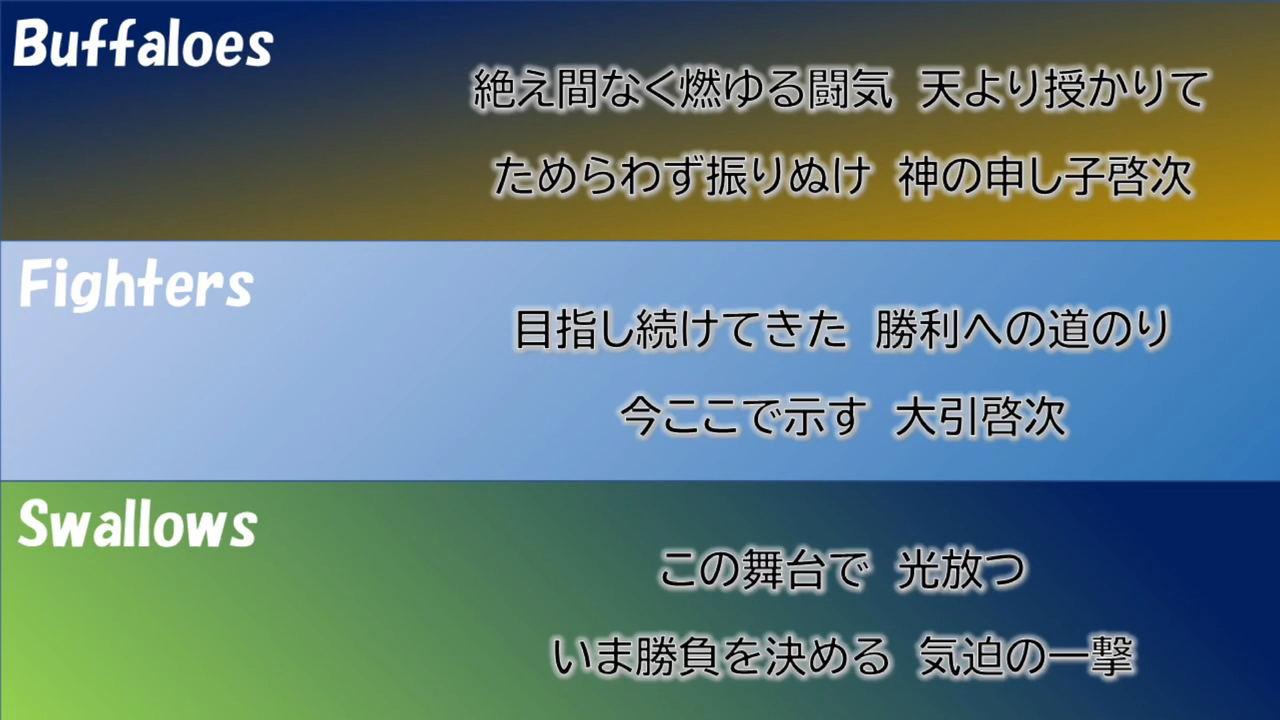 Buffaloes
絶え間なく燃ゆる闘気　天より授かりて
ためらわず振りぬけ　神の申し子啓次
Fighters
目指し続けてきた　勝利への道のり
今ここで示す　大引啓次
Swallows
この舞台で　光放つ
いま勝負を決める　気迫の一撃